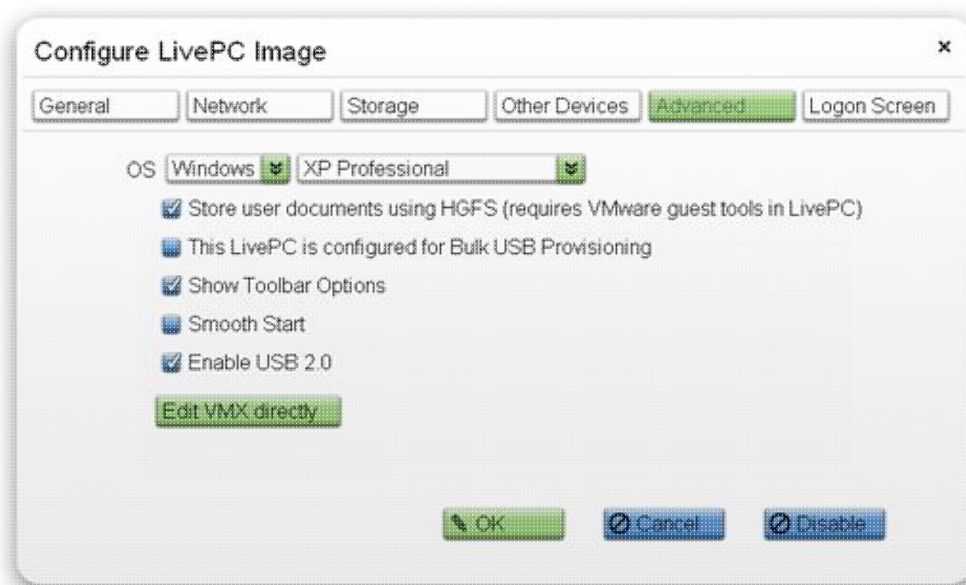 Configure LivePC Image
General Network Storage Other Devices Advanced Logon Screen
OS Windows XP Professional
Store user documents using HGFS (requires VMware guest tools in LivePC)
This LivePC is configured for Bulk USB Provisioning
Show Toolbar Options
Smooth Start
Enable USB 2.0
Edit VMX directly
OK Cancel Disable